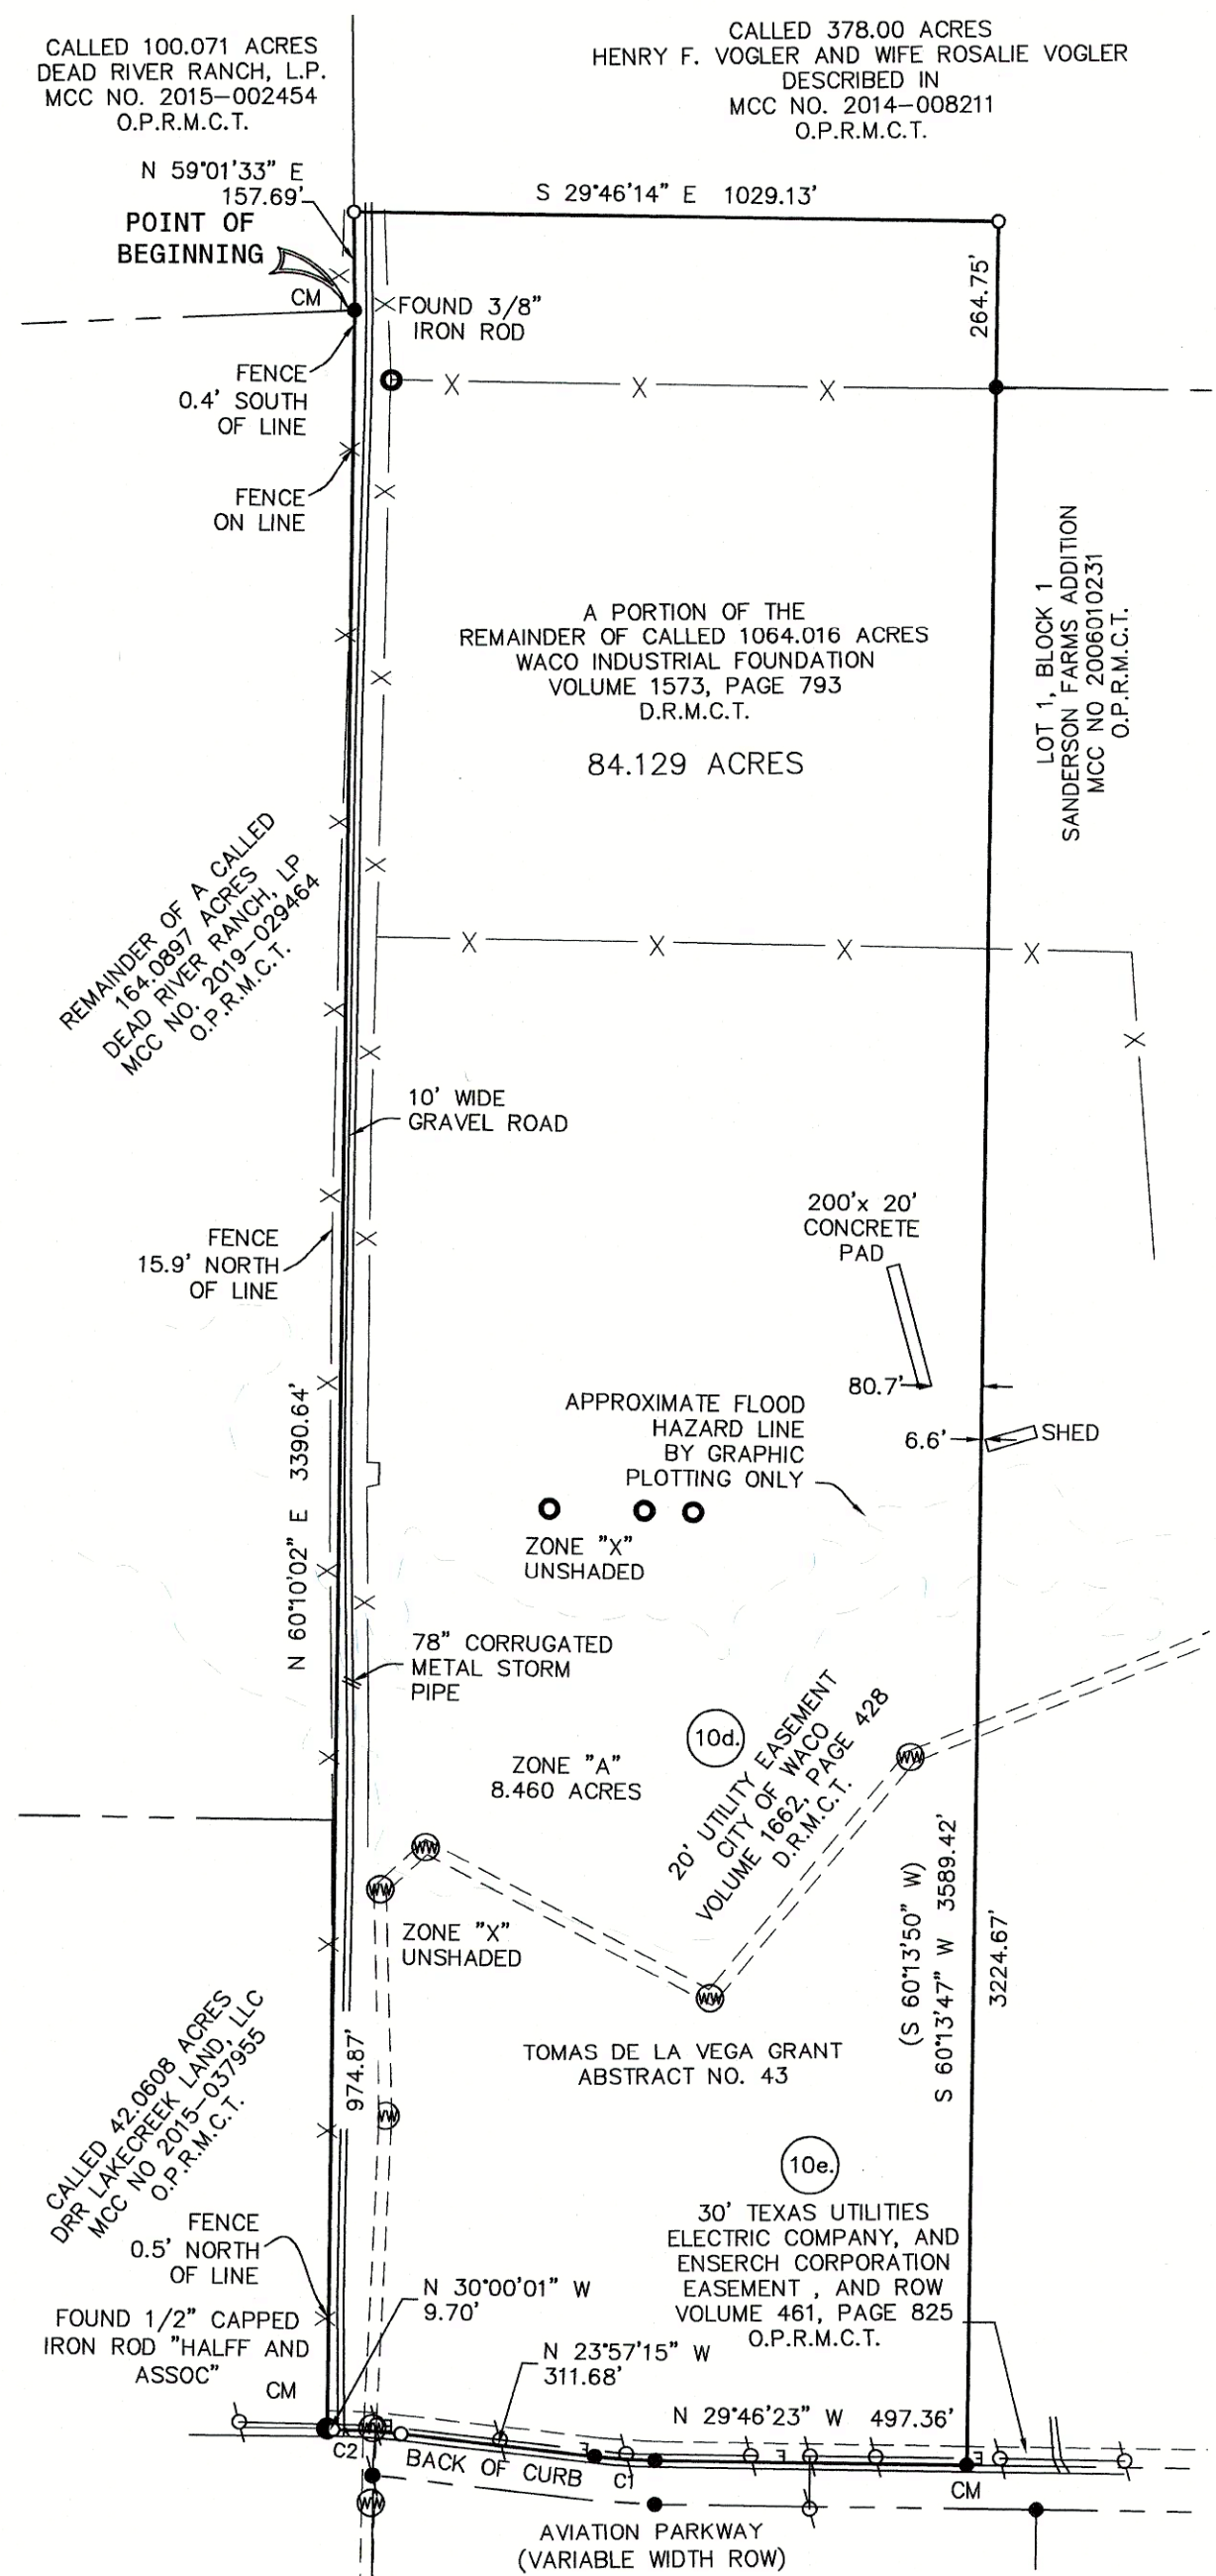 CALLED 100.071 ACRES
DEAD RIVER RANCH, L.P.
MCC NO. 2015-002454
O.P.R.M.C.T.
CALLED 378.00 ACRES
HENRY F. VOGLER AND WIFE ROSALIE VOGLER
DESCRIBED IN
MCC NO. 2014-008211
O.P.R.M.C.T.
N 59°01'33" E
157.69'
S 29°46'14" E 1029.13'
POINT OF
BEGINNING
CM
FOUND 3/8"
IRON ROD
264.75'
FENCE
0.4' SOUTH
OF LINE
FENCE
ON LINE
A PORTION OF THE
REMAINDER OF CALLED 1064.016 ACRES
WACO INDUSTRIAL FOUNDATION
VOLUME 1573, PAGE 793
D.R.M.C.T.
84.129 ACRES
LOT 1, BLOCK 1
SANDERSON FARMS ADDITION
MCC NO 2006010231
O.P.R.M.C.T.
REMAINDER OF A CALLED
164.0897 ACRES
DEAD RIVER RANCH, LP
MCC NO. 2019-029464
O.P.R.M.C.T.
10' WIDE
GRAVEL ROAD
FENCE
15.9' NORTH
OF LINE
200'x 20'
CONCRETE
PAD
80.7'
6.6'
SHED
N 60°10'02" E 3390.64'
APPROXIMATE FLOOD
HAZARD LINE
BY GRAPHIC
PLOTTING ONLY
ZONE "X"
UNSHADED
78" CORRUGATED
METAL STORM
PIPE
10d.
20' UTILITY EASEMENT
CITY OF WACO
VOLUME 1662, PAGE 428
D.R.M.C.T.
ZONE "A"
8.460 ACRES
WW
WW
WW
WW
ZONE "X"
UNSHADED
(S 60°13'50" W)
S 60°13'47" W 3589.42'
3224.67'
974.87'
TOMAS DE LA VEGA GRANT
ABSTRACT NO. 43
WW
CALLED 42.0608 ACRES
DRR LAKECREEK LAND, LLC
MCC NO 2015-037955
O.P.R.M.C.T.
10e.
30' TEXAS UTILITIES
ELECTRIC COMPANY, AND
ENSERCH CORPORATION
EASEMENT , AND ROW
VOLUME 461, PAGE 825
O.P.R.M.C.T.
FENCE
0.5' NORTH
OF LINE
N 30°00'01" W
9.70'
FOUND 1/2" CAPPED
IRON ROD "HALFF AND
ASSOC"
CM
N 23°57'15" W
311.68'
N 29°46'23" W 497.36'
WW
E
E
E
E
C2
BACK OF CURB
C1
CM
WW
AVIATION PARKWAY
(VARIABLE WIDTH ROW)